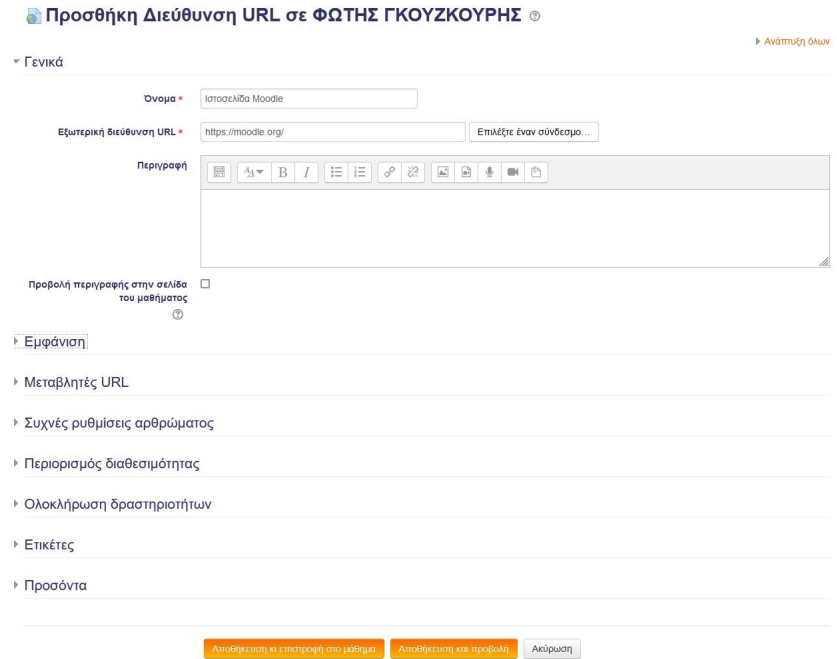 Προσθήκη Διεύθυνση URL σε ΦΩΤΗΣ ΓΚΟΥΖΚΟΥΡΗΣ
Ανάπτυξη όλων
Γενικά
Όνομα * Ιστοσελίδα Moodle
Εξωτερική διεύθυνση URL * https://moodle.org/ Επιλέξτε έναν σύνδεσμο...
Περιγραφή
Προβολή περιγραφής στην σελίδα
του μαθήματος
Εμφάνιση
Μεταβλητές URL
Συχνές ρυθμίσεις αρθρώματος
Περιορισμός διαθεσιμότητας
Ολοκλήρωση δραστηριοτήτων
Ετικέτες
Προσόντα
Αποθήκευση κι επιστροφή στο μάθημα Αποθήκευση και προβολή Ακύρωση